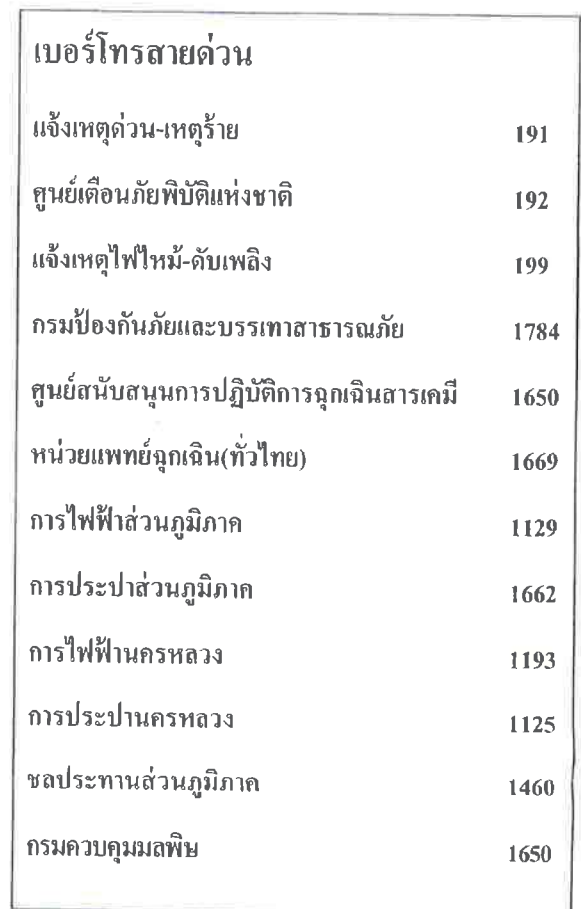 เบอร์โทรสายด่วน
แจ้งเหตุด่วน-เหตุร้าย 191
ศูนย์เตือนภัยพิบัติแห่งชาติ 192
แจ้งเหตุไฟไหม้-ดับเพลิง 199
กรมป้องกันภัยและบรรเทาสาธารณภัย 1784
ศูนย์สนับสนุนการปฏิบัติการฉุกเฉินสารเคมี 1650
หน่วยแพทย์ฉุกเฉิน(ทั่วไทย) 1669
การไฟฟ้าส่วนภูมิภาค 1129
การประปาส่วนภูมิภาค 1662
การไฟฟ้านครหลวง 1193
การประปานครหลวง 1125
ชลประทานส่วนภูมิภาค 1460
กรมควบคุมมลพิษ 1650